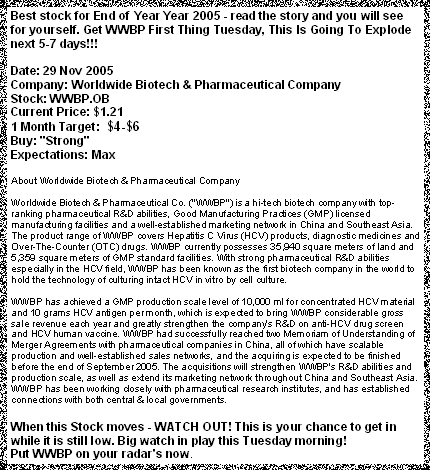 Best stock for End of Year Year 2005 - read the story and you will see
for yourself. Get WWBP First Thing Tuesday, This Is Going To Explode
next 5-7 days!!!
Date: 29 Nov 2005
Company: Worldwide Biotech & Pharmaceutical Company
Stock: WWBP.OB
Current Price: $1.21
1 Month Target: $4-$6
Buy: "Strong"
Expectations: Max
About Worldwide Biotech & Pharmaceutical Company
Worldwide Biotech & Pharmaceutical Co. ("WWBP") is a hi-tech biotech company with top-
ranking pharmaceutical R&D abilities, Good Manufacturing Practices (GMP) licensed
manufacturing facilities and a well-established marketing network in China and Southeast Asia.
The product range of WWBP covers Hepatitis C Virus (HCV) products, diagnostic medicines and
Over-The-Counter (OTC) drugs. WWBP currently possesses 35,940 square meters of land and
5,359 square meters of GMP standard facilities. With strong pharmaceutical R&D abilities
especially in the HCV field, WWBP has been known as the first biotech company in the world to
hold the technology of culturing intact HCV in vitro by cell culture.
WWBP has achieved a GMP production scale level of 10,000 ml for concentrated HCV material
and 10 grams HCV antigen per month, which is expected to bring WWBP considerable gross
sale revenue each year and greatly strengthen the company's R&D on anti-HCV drug screen
and HCV human vaccine. WWBP had successfully reached two Memoriam of Understanding of
Merger Agreements with pharmaceutical companies in China, all of which have scalable
production and well-established sales networks, and the acquiring is expected to be finished
before the end of September 2005. The acquisitions will strengthen WWBP's R&D abilities and
production scale, as well as extend its marketing network throughout China and Southeast Asia.
WWBP has been working closely with pharmaceutical research institutes, and has established
connections with both central & local governments.
When this Stock moves - WATCH OUT! This is your chance to get in
while it is still low. Big watch in play this Tuesday morning!
Put WWBP on your radar's now.